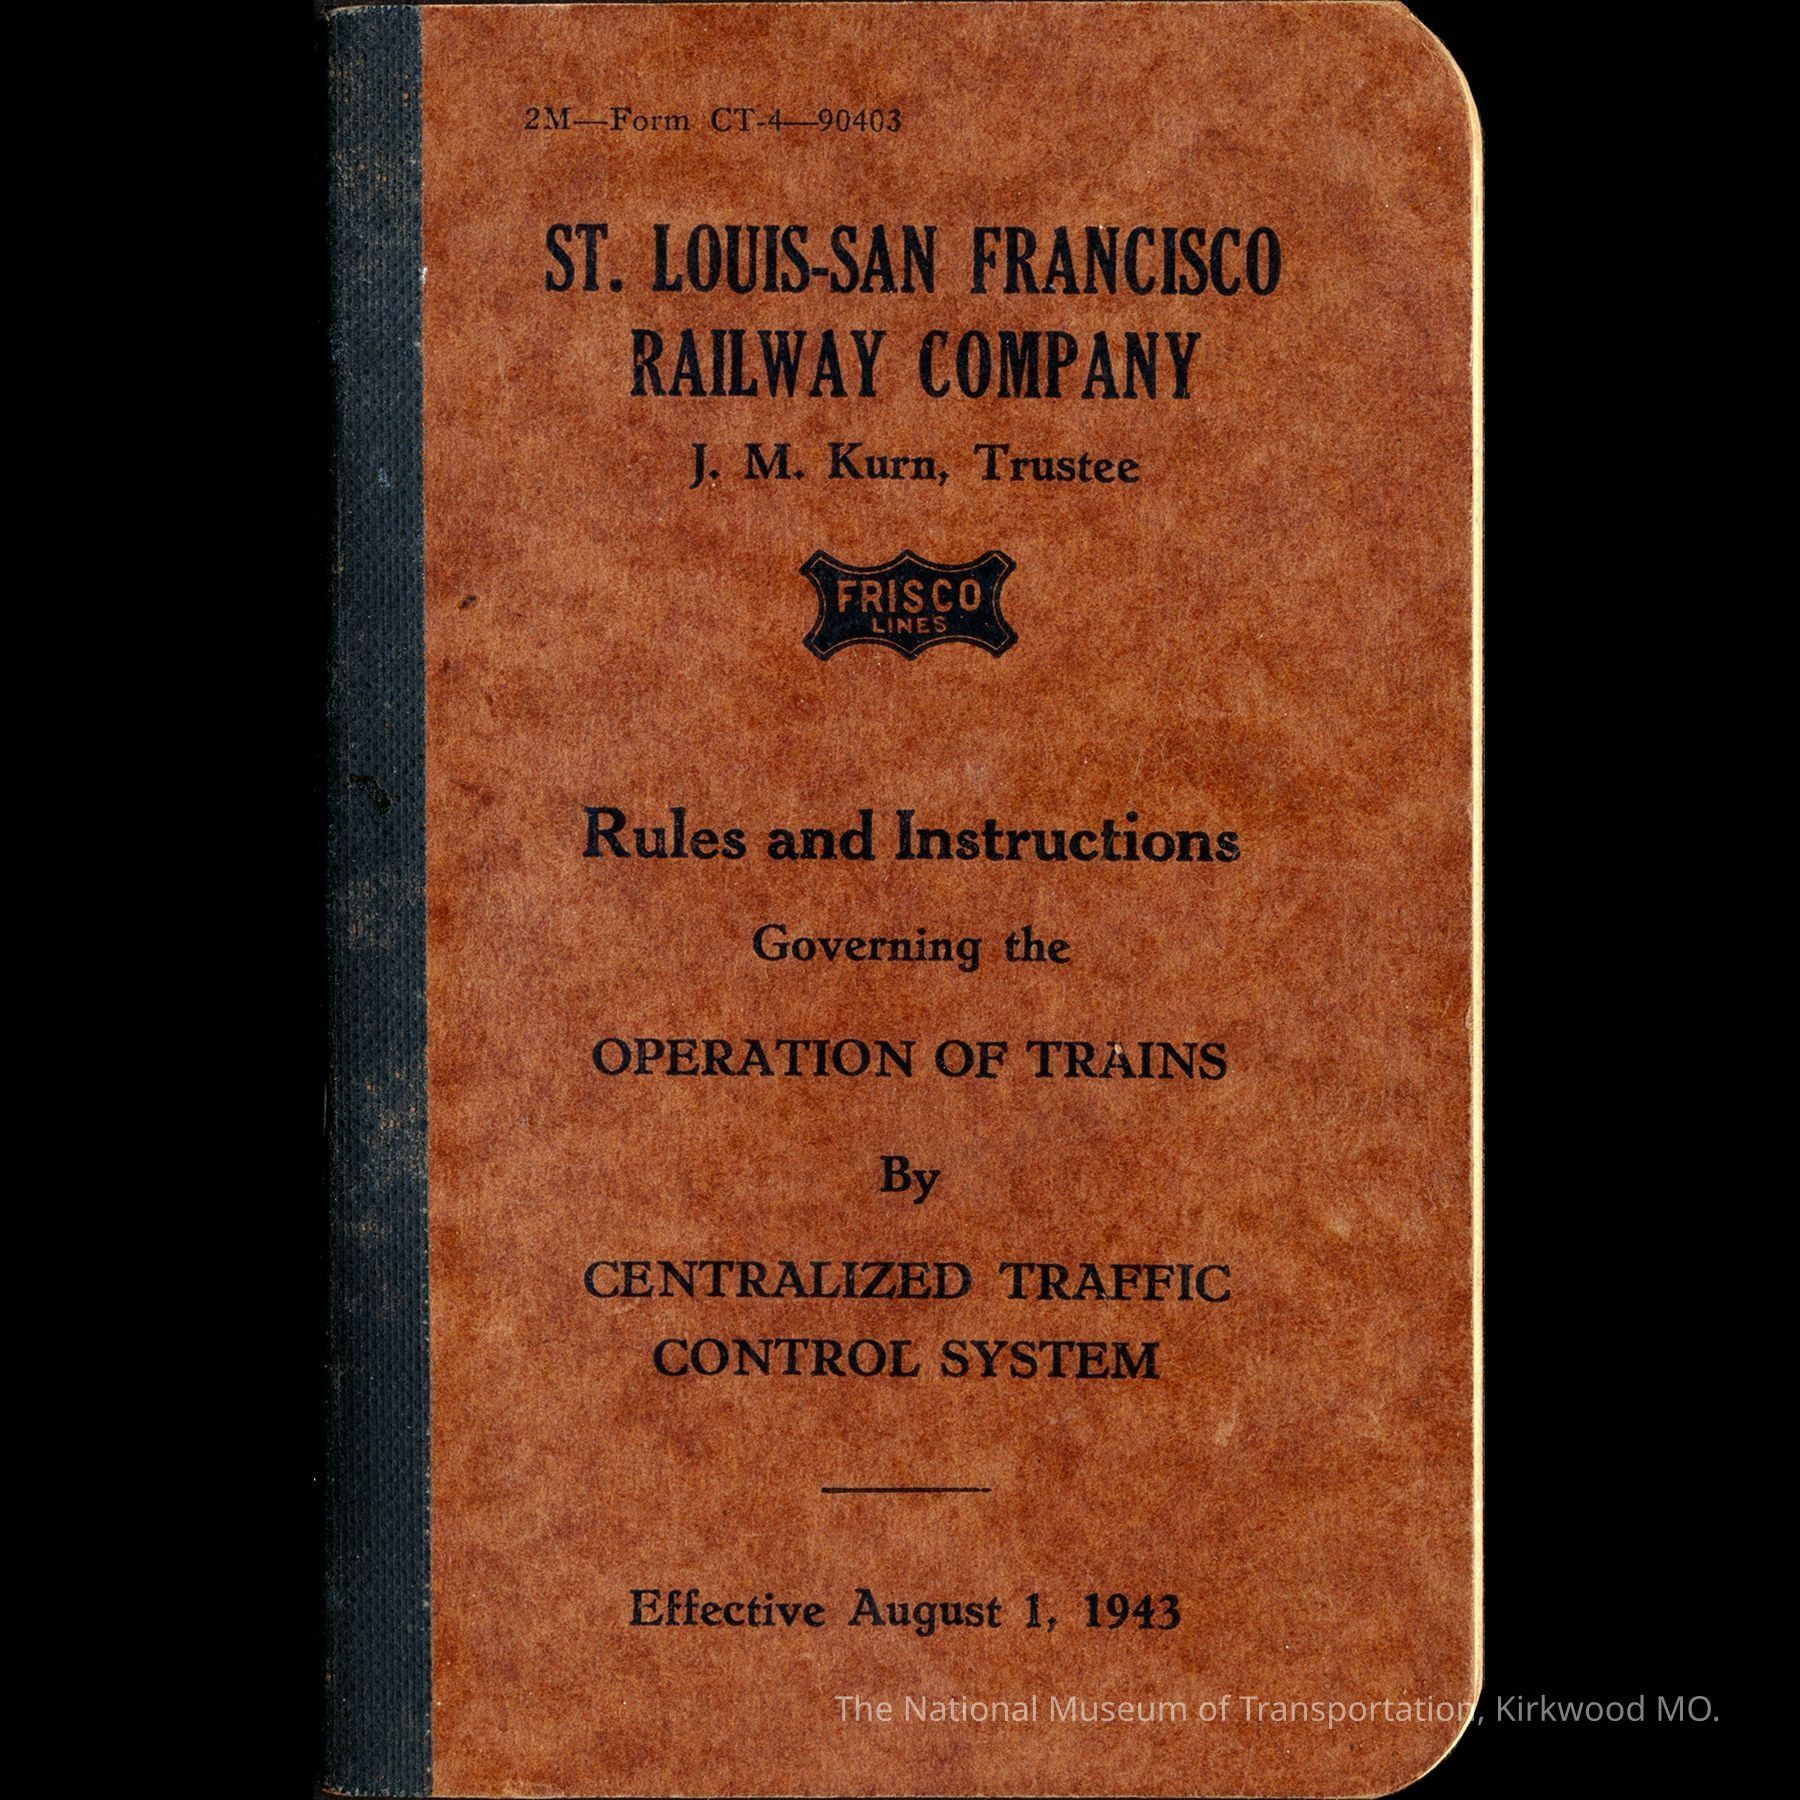 2M—Form CT-4—90403
ST. LOUIS-SAN FRANCISCO
RAILWAY COMPANY
J. M. Kurn, Trustee
FRISCO
LINES
Rules and Instructions
Governing the
OPERATION OF TRAINS
By
CENTRALIZED TRAFFIC
CONTROL SYSTEM
Effective August 1, 1943
The National Museum of Transportation, Kirkwood MO.